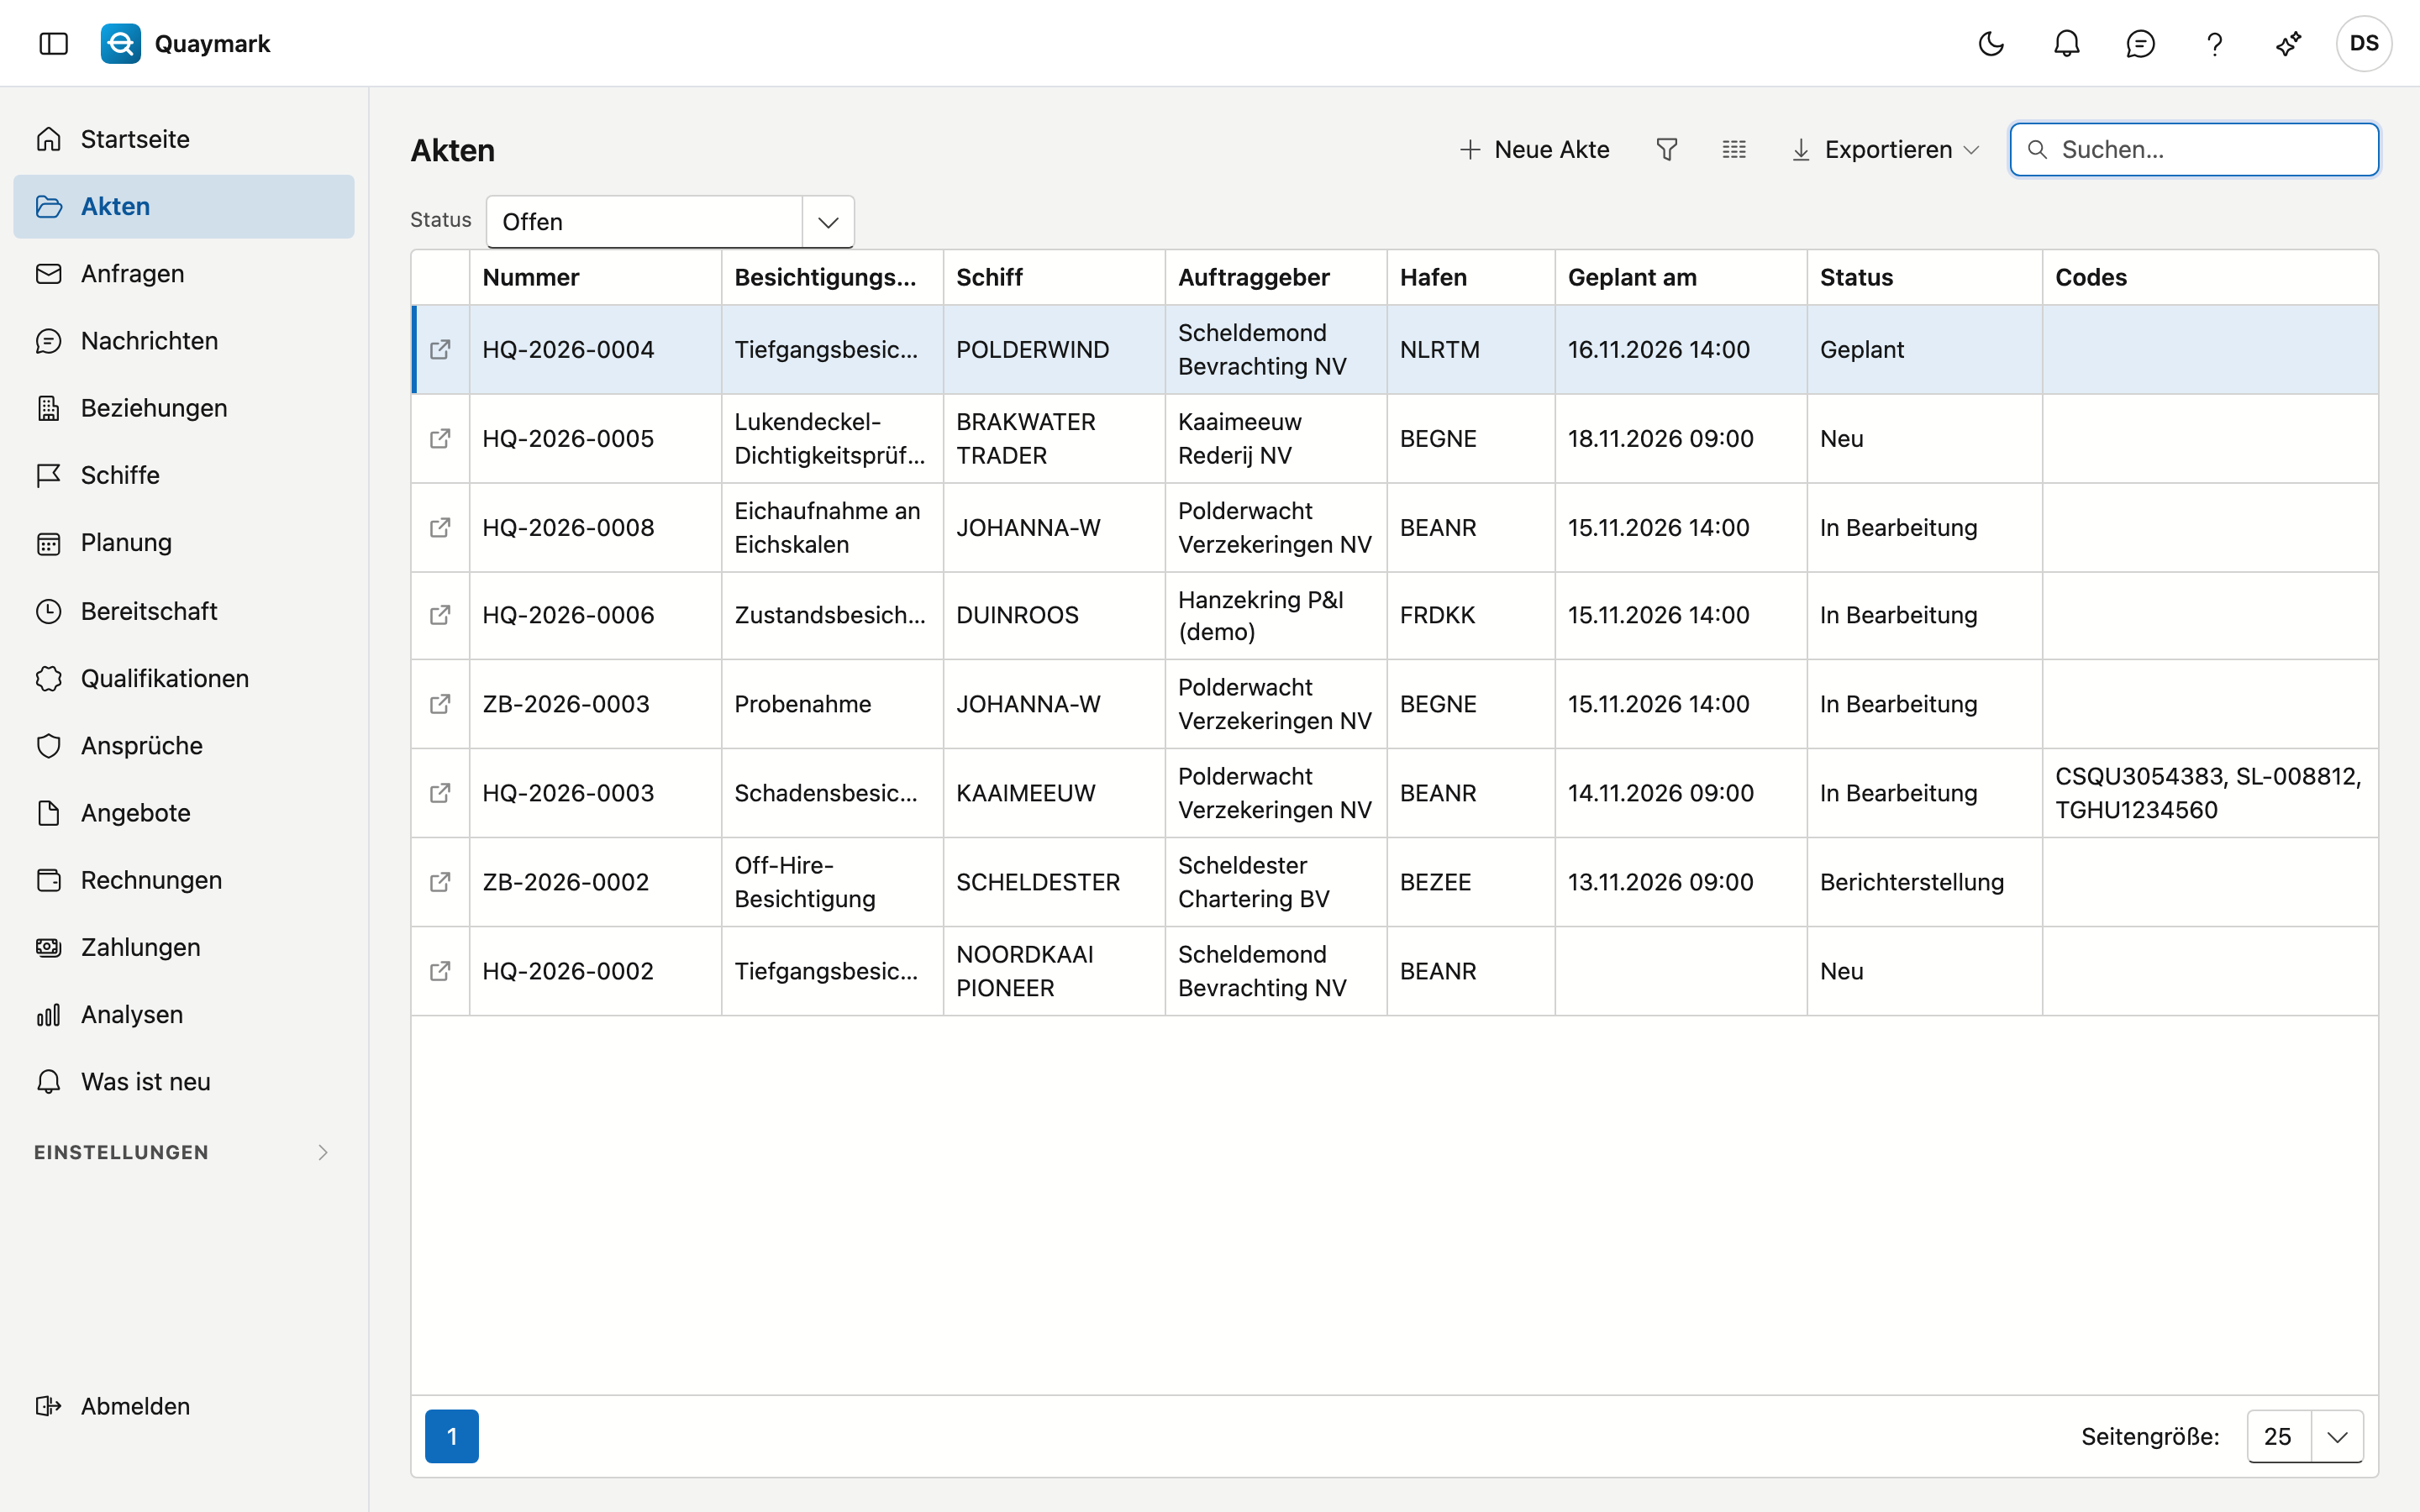 Quaymark
DS
Startseite
Akten
Anfragen
Nachrichten
Beziehungen
Schiffe
Planung
Bereitschaft
Qualifikationen
Ansprüche
Angebote
Rechnungen
Zahlungen
Analysen
Was ist neu
EINSTELLUNGEN
Abmelden
Akten
Neue Akte
Exportieren
Suchen...
Status
Offen
Nummer Besichtigungs... Schiff Auftraggeber Hafen Geplant am Status Codes
HQ-2026-0004 Tiefgangsbesic... POLDERWIND Scheldemond Bevrachting NV NLRTM 16.11.2026 14:00 Geplant
HQ-2026-0005 Lukendeckel-Dichtigkeitsprüf... BRAKWATER TRADER Kaaimeeuw Rederij NV BEGNE 18.11.2026 09:00 Neu
HQ-2026-0008 Eichaufnahme an Eichskalen JOHANNA-W Polderwacht Verzekeringen NV BEANR 15.11.2026 14:00 In Bearbeitung
HQ-2026-0006 Zustandsbesich... DUINROOS Hanzekring P&I (demo) FRDKK 15.11.2026 14:00 In Bearbeitung
ZB-2026-0003 Probenahme JOHANNA-W Polderwacht Verzekeringen NV BEGNE 15.11.2026 14:00 In Bearbeitung
HQ-2026-0003 Schadensbesic... KAAIMEEUW Polderwacht Verzekeringen NV BEANR 14.11.2026 09:00 In Bearbeitung CSQU3054383, SL-008812, TGHU1234560
ZB-2026-0002 Off-Hire-Besichtigung SCHELDESTER Scheldester Chartering BV BEZEE 13.11.2026 09:00 Berichterstellung
HQ-2026-0002 Tiefgangsbesic... NOORDKAAI PIONEER Scheldemond Bevrachting NV BEANR Neu
1
Seitengröße: 25